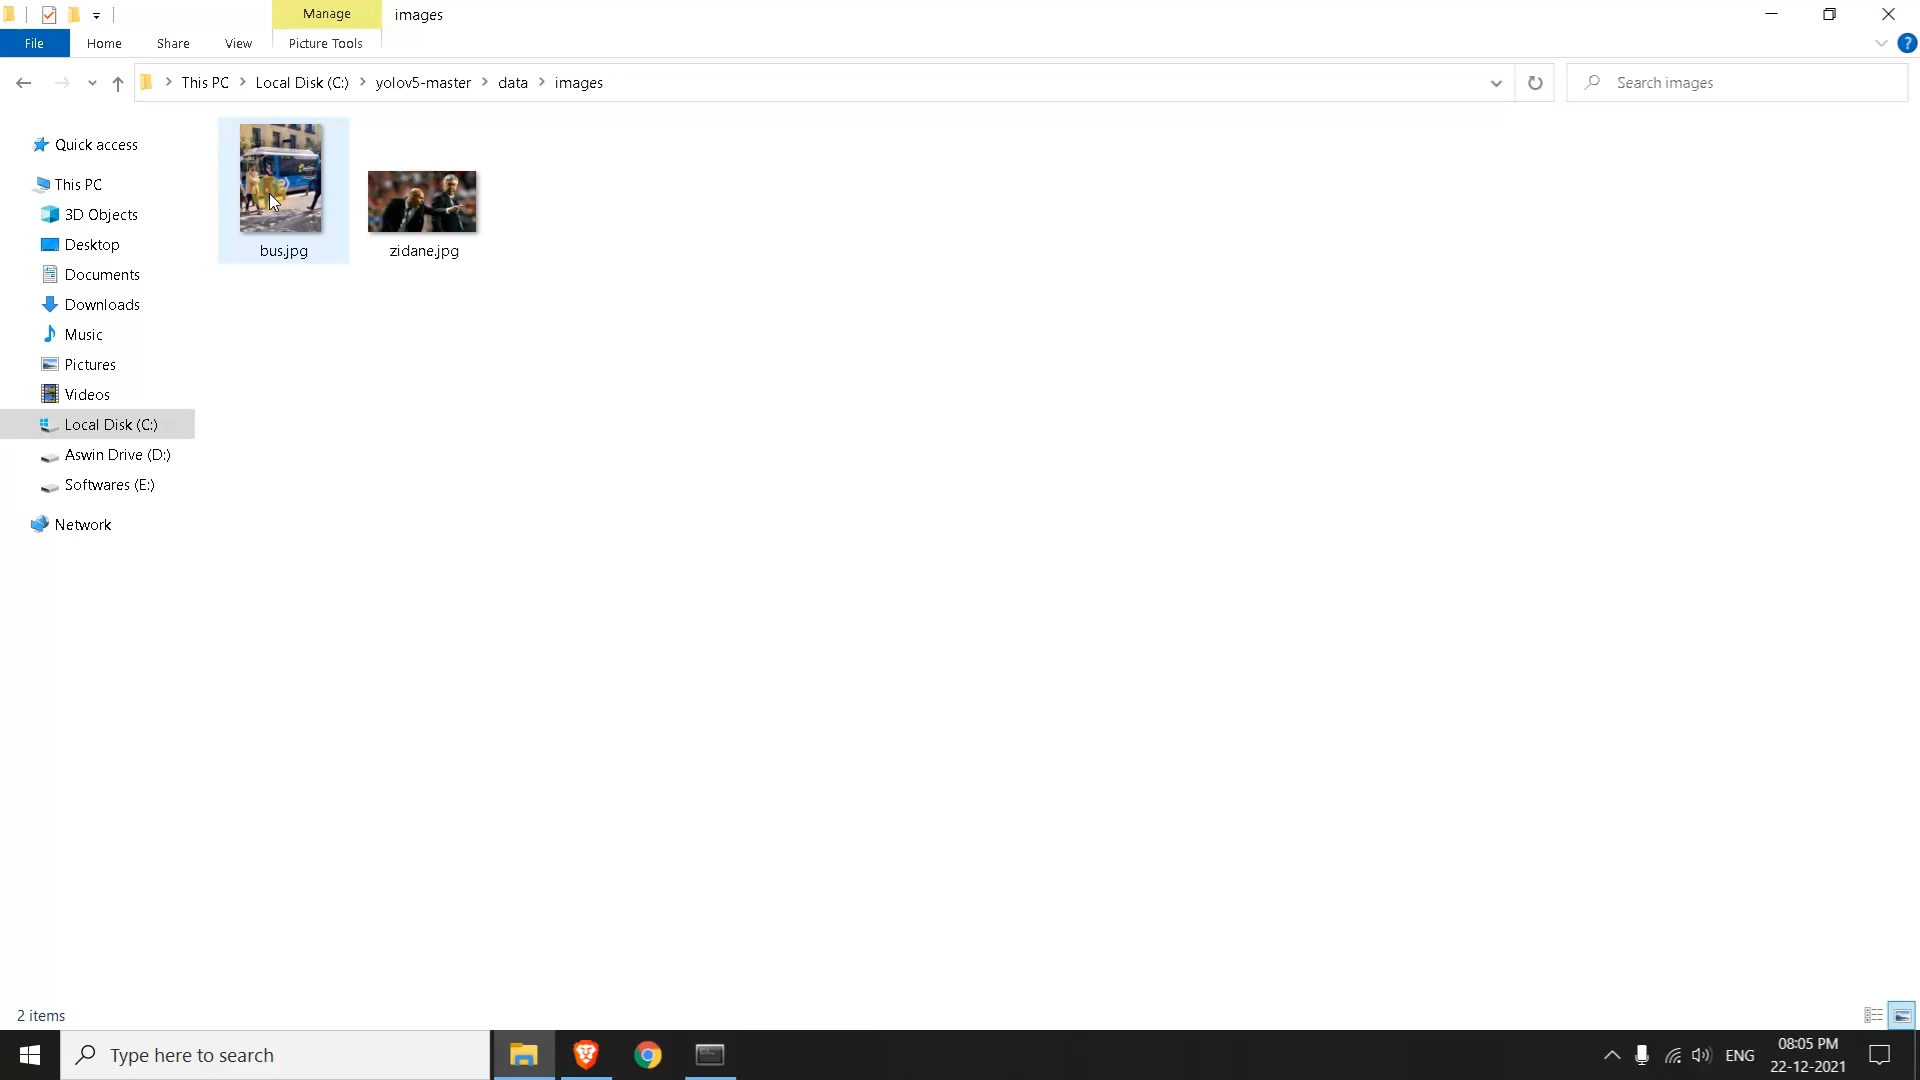 Manage
images
File
Home
Share
View
Picture Tools
This PC
Local Disk (C:)
yolov5-master
data
images
Search images
Quick access
This PC
3D Objects
Desktop
Documents
Downloads
Music
Pictures
Videos
Local Disk (C:)
Aswin Drive (D:)
Softwares (E:)
Network
bus.jpg
zidane.jpg
2 items
Type here to search
ENG
08:05 PM
22-12-2021